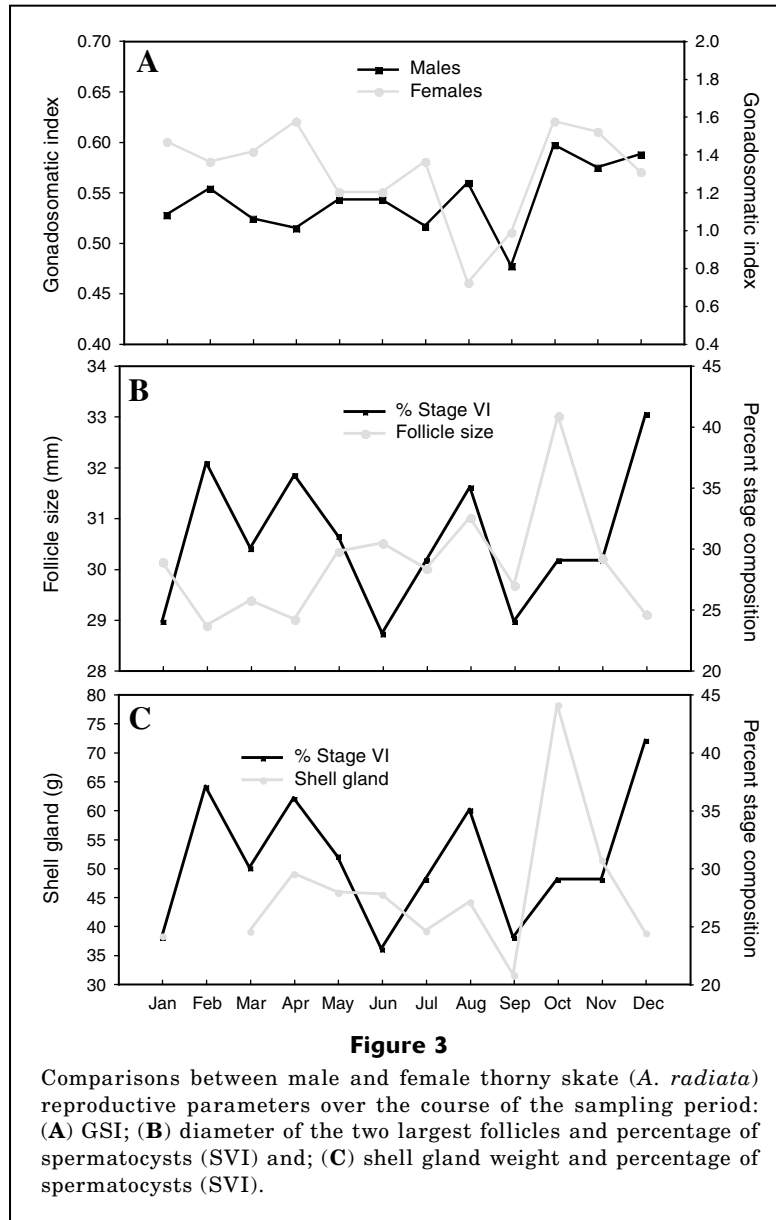 A
Males
Females
0.70
0.65
0.60
0.55
0.50
0.45
0.40
Gonadosomatic index
2.0
1.8
1.6
1.4
1.2
1.0
0.8
0.6
0.4
Gonadosomatic index
B
% Stage VI
Follicle size
34
33
32
31
30
29
28
Follicle size (mm)
45
40
35
30
25
20
Percent stage composition
C
% Stage VI
Shell gland
80
75
70
65
60
55
50
45
40
35
30
Shell gland (g)
45
40
35
30
25
20
Percent stage composition
Jan Feb Mar Apr May Jun Jul Aug Sep Oct Nov Dec
Figure 3
Comparisons between male and female thorny skate (A. radiata)
reproductive parameters over the course of the sampling period:
(A) GSI; (B) diameter of the two largest follicles and percentage of
spermatocysts (SVI) and; (C) shell gland weight and percentage of
spermatocysts (SVI).